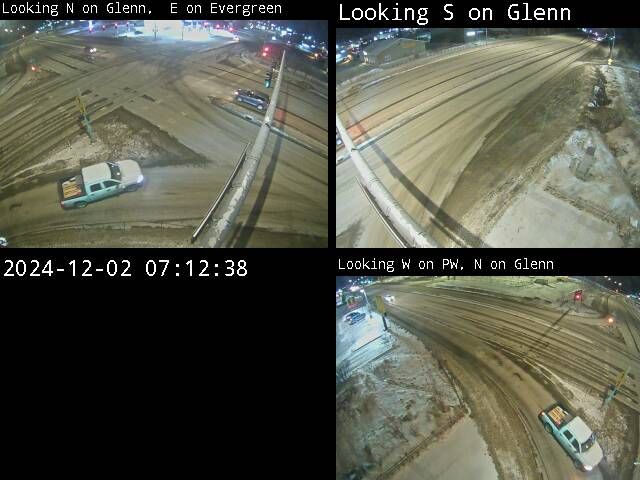 Looking N on Glenn,  E on Evergreen
Looking S on Glenn
2024-12-02 07:12:38
Looking W on PW, N on Glenn